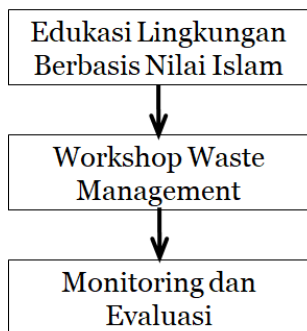 Edukasi Lingkungan
Berbasis Nilai Islam
Workshop Waste
Management
Monitoring dan
Evaluasi